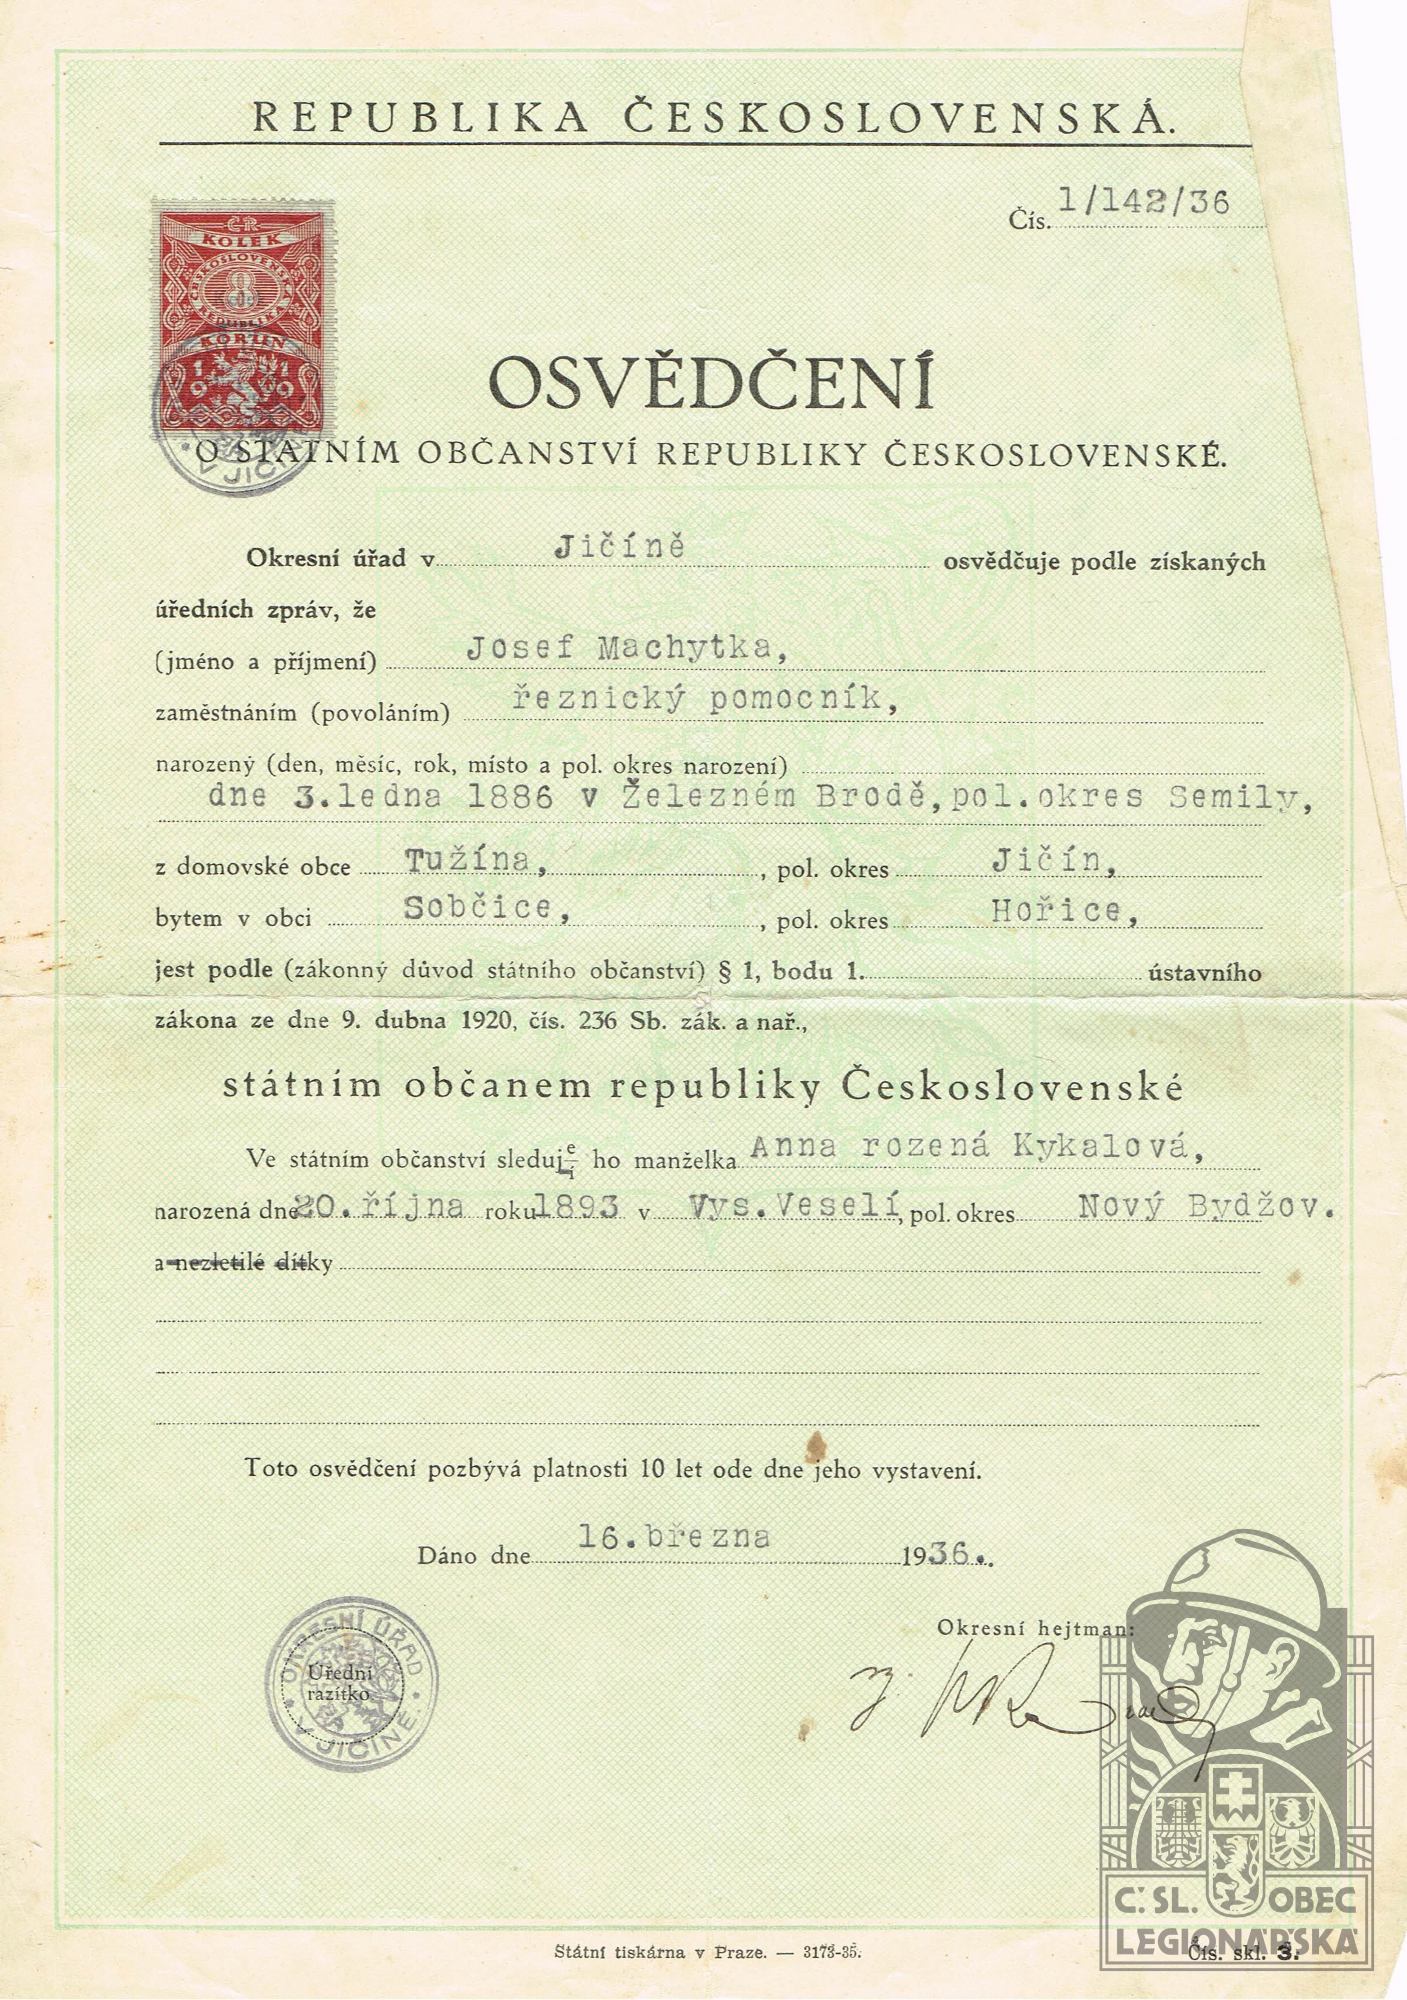 REPUBLIKA ČESKOSLOVENSKÁ.
Čís. 1/142/36
ČR
KOLEK
ČESKOSLOVENSKÁ
8
REPUBLIKA
KORUN
1919
V JIČÍNĚ
OSVĚDČENÍ
O STÁTNÍM OBČANSTVÍ REPUBLIKY ČESKOSLOVENSKÉ.
Okresní úřad v Jičíně osvědčuje podle získaných
úředních zpráv, že
(jméno a příjmení) Josef Machytka,
zaměstnáním (povoláním) řeznický pomocník,
narozený (den, měsíc, rok, místo a pol. okres narození)
dne 3.ledna 1886 v Železném Brodě,pol.okres Semily,
z domovské obce Tužína, , pol. okres Jičín,
bytem v obci Sobčice, , pol. okres Hořice,
jest podle (zákonný důvod státního občanství) § 1, bodu 1. ústavního
zákona ze dne 9. dubna 1920, čís. 236 Sb. zák. a nař.,
státním občanem republiky Československé
Ve státním občanství sleduje ho manželka Anna rozená Kykalová,
narozená dne 20.října roku 1893 v Vys.Veselí, pol. okres Nový Bydžov.
a nezletilé dítky
Toto osvědčení pozbývá platnosti 10 let ode dne jeho vystavení.
Dáno dne 16.března 1936.
Okresní hejtman:
OKRESNÍ ÚŘAD V JIČÍNĚ
Úřední
razítko
Č.SL. OBEC
LEGIONÁŘSKÁ
Státní tiskárna v Praze. — 3173-35.
Čís. skl. 3.